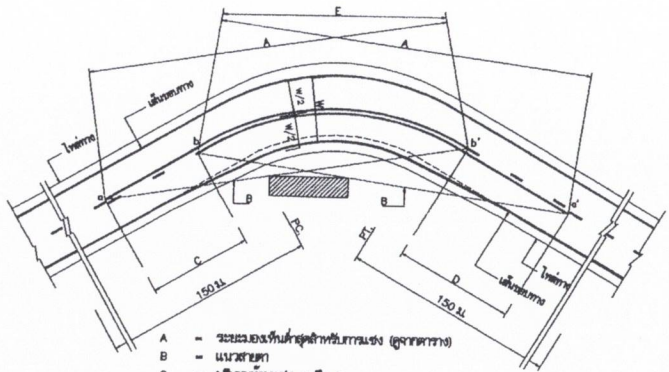 E
A
A
W/2
W
W/2
เส้นขอบทาง
ไหล่ทาง
b
b'
a
a'
B
B
PC.
PT.
C
D
150 ม.
150 ม.
ไหล่ทาง
เส้นขอบทาง
A = ระยะมองเห็นต่ำสุดสำหรับการแซง (ดูจากตาราง)
B = แนวสายตา